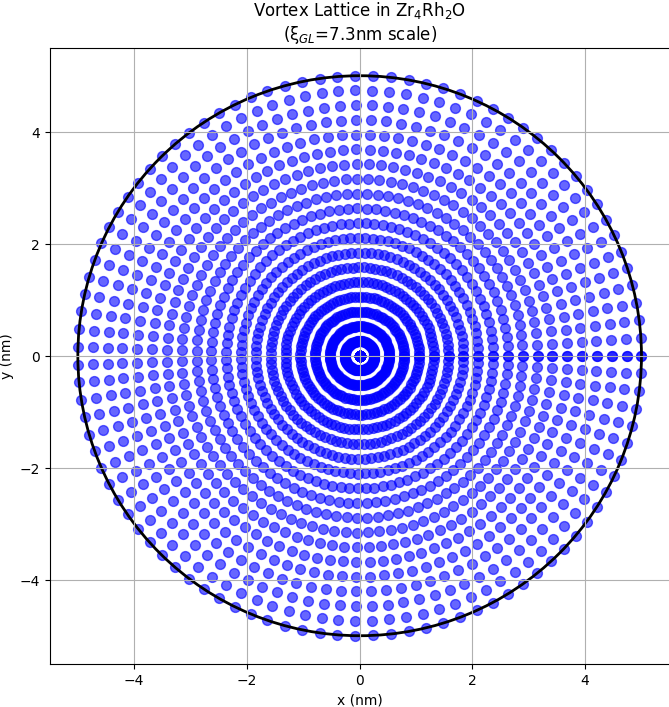 Vortex Lattice in Zr₄Rh₂O
(ξGL=7.3nm scale)
4
2
0
−2
−4
y (nm)
−4 −2 0 2 4
x (nm)